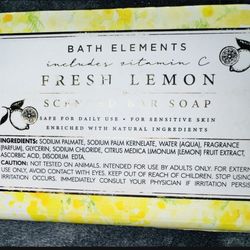 BATH ELEMENTS
includes vitamin C
FRESH LEMON
SCENTED BAR SOAP
SAFE FOR DAILY USE • FOR SENSITIVE SKIN
ENRICHED WITH NATURAL INGREDIENTS
INGREDIENTS: SODIUM PALMATE, SODIUM PALM KERNELATE, WATER (AQUA), FRAGRANCE
(PARFUM), GLYCERIN, SODIUM CHLORIDE, CITRUS MEDICA LIMONUM (LEMON) FRUIT EXTRACT,
ASCORBIC ACID, DISODIUM EDTA.
CAUTION: NOT TESTED ON ANIMALS. INTENDED FOR USE BY ADULTS ONLY. FOR EXTERNAL
USE ONLY, AVOID CONTACT WITH EYES. KEEP OUT OF REACH OF CHILDREN. STOP USING
IRRITATION OCCURS. IMMEDIATELY CONSULT YOUR PHYSICIAN IF IRRITATION PERSI